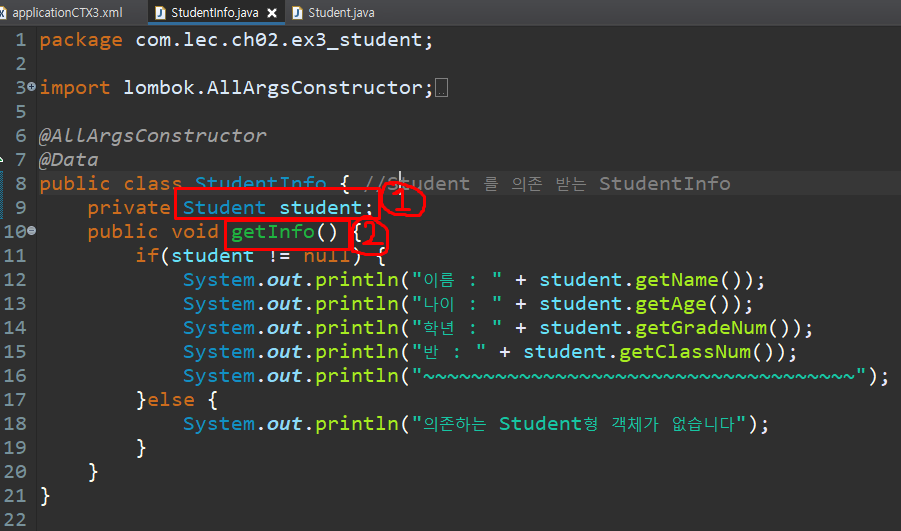 applicationCTX3.xml StudentInfo.java Student.java
1 package com.lec.ch02.ex3_student;
2
3 import lombok.AllArgsConstructor;
5
6 @AllArgsConstructor
7 @Data
8 public class StudentInfo { //Student 를 의존 받는 StudentInfo
9 private Student student; 1
10 public void getInfo() { 2
11 if(student != null) {
12 System.out.println("이름 : " + student.getName());
13 System.out.println("나이 : " + student.getAge());
14 System.out.println("학년 : " + student.getGradeNum());
15 System.out.println("반 : " + student.getClassNum());
16 System.out.println("~~~~~~~~~~~~~~~~~~~~~~~~~~~~~~~~~~~~");
17 }else {
18 System.out.println("의존하는 Student형 객체가 없습니다");
19 }
20 }
21 }
22